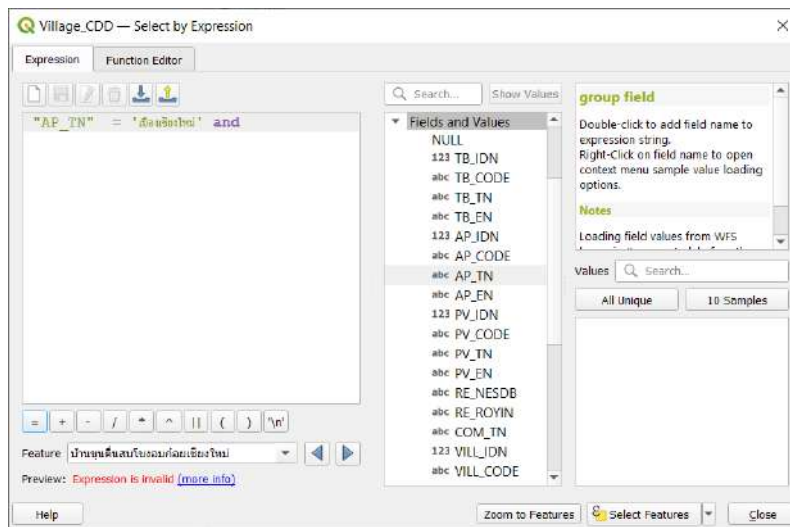 Village_CDD — Select by Expression
Expression
Function Editor
Search...
Show Values
"AP_TN" = 'เมืองเชียงใหม่' and
Fields and Values
NULL
123 TB_IDN
abc TB_CODE
abc TB_TN
abc TB_EN
123 AP_IDN
abc AP_CODE
abc AP_TN
abc AP_EN
123 PV_IDN
abc PV_CODE
abc PV_TN
abc PV_EN
abc RE_NESDB
abc RE_ROYIN
abc COM_TN
123 VILL_IDN
abc VILL_CODE
group field
Double-click to add field name to
expression string.
Right-Click on field name to open
context menu sample value loading
options.
Notes
Loading field values from WFS
Values
Search...
All Unique
10 Samples
= + - / * ^ || ( ) '\n'
Feature
Preview: Expression is invalid (more info)
Help
Zoom to Features
Select Features
Close